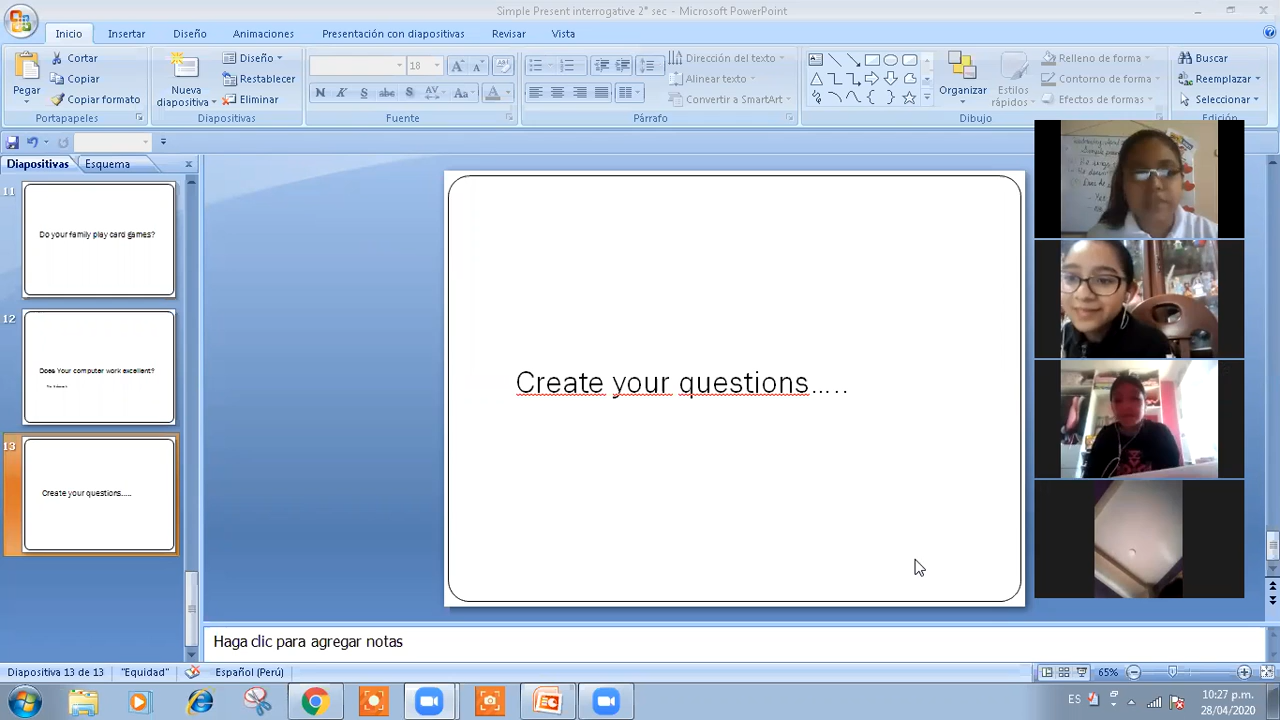 Simple Present interrogative 2° sec - Microsoft PowerPoint
Inicio Insertar Diseño Animaciones Presentación con diapositivas Revisar Vista
Cortar
Copiar
Copiar formato
Pegar
Portapapeles
Nueva diapositiva
Diseño
Restablecer
Eliminar
Diapositivas
18
Fuente
Párrafo
Dirección del texto
Alinear texto
Convertir a SmartArt
Organizar
Estilos rápidos
Relleno de forma
Contorno de forma
Efectos de formas
Dibujo
Buscar
Reemplazar
Seleccionar
Edición
Diapositivas Esquema
11
Do your family play card games?
12
Does Your computer work excellent?
13
Create your questions.....
Create your questions.....
Haga clic para agregar notas
Diapositiva 13 de 13 "Equidad" Español (Perú) 65%
ES 10:27 p.m.
28/04/2020